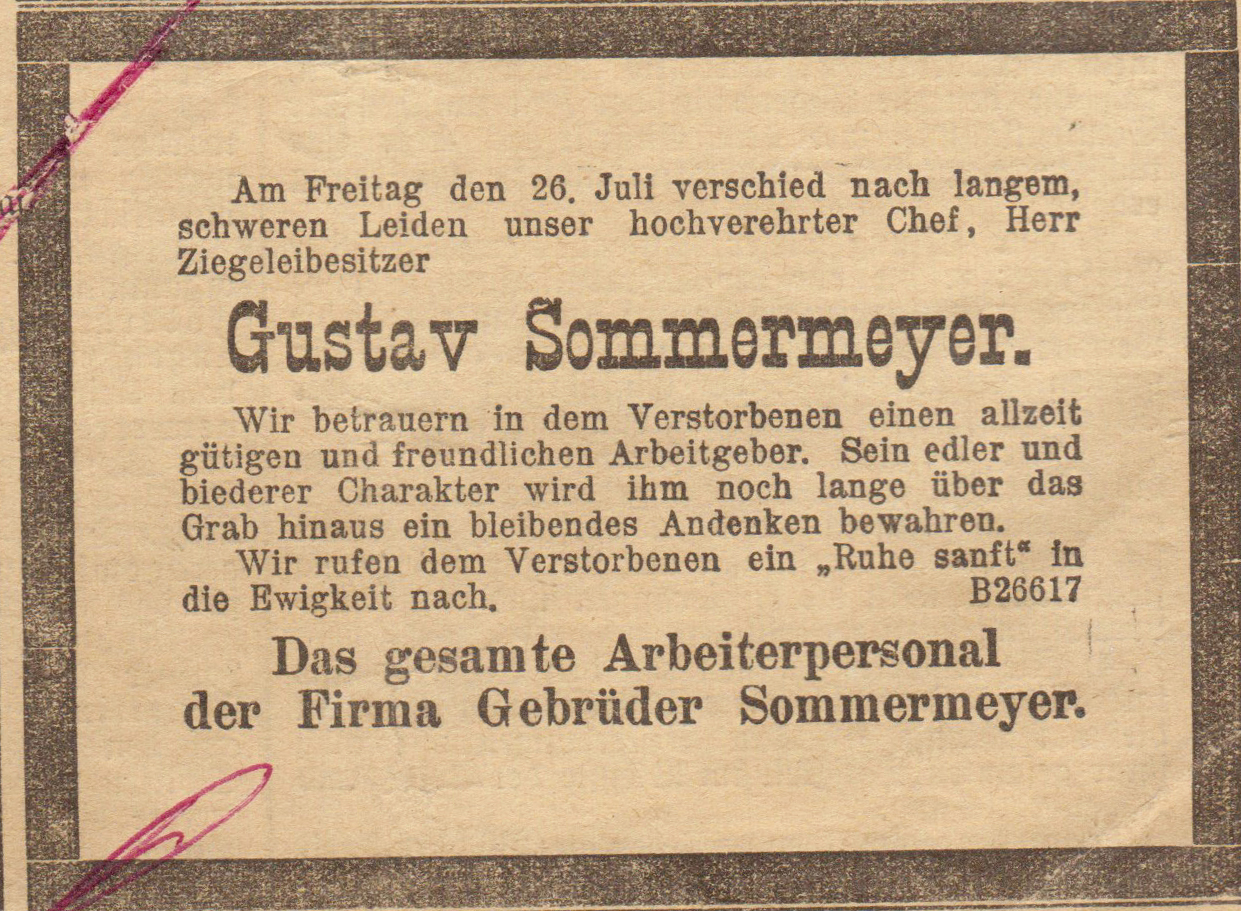 Am Freitag den 26. Juli verschied nach langem,
schweren Leiden unser hochverehrter Chef, Herr
Ziegeleibesitzer
Gustav Sommermeyer.
Wir betrauern in dem Verstorbenen einen allzeit
gütigen und freundlichen Arbeitgeber. Sein edler und
biederer Charakter wird ihm noch lange über das
Grab hinaus ein bleibendes Andenken bewahren.
Wir rufen dem Verstorbenen ein „Ruhe sanft“ in
die Ewigkeit nach. B26617
Das gesamte Arbeiterpersonal
der Firma Gebrüder Sommermeyer.